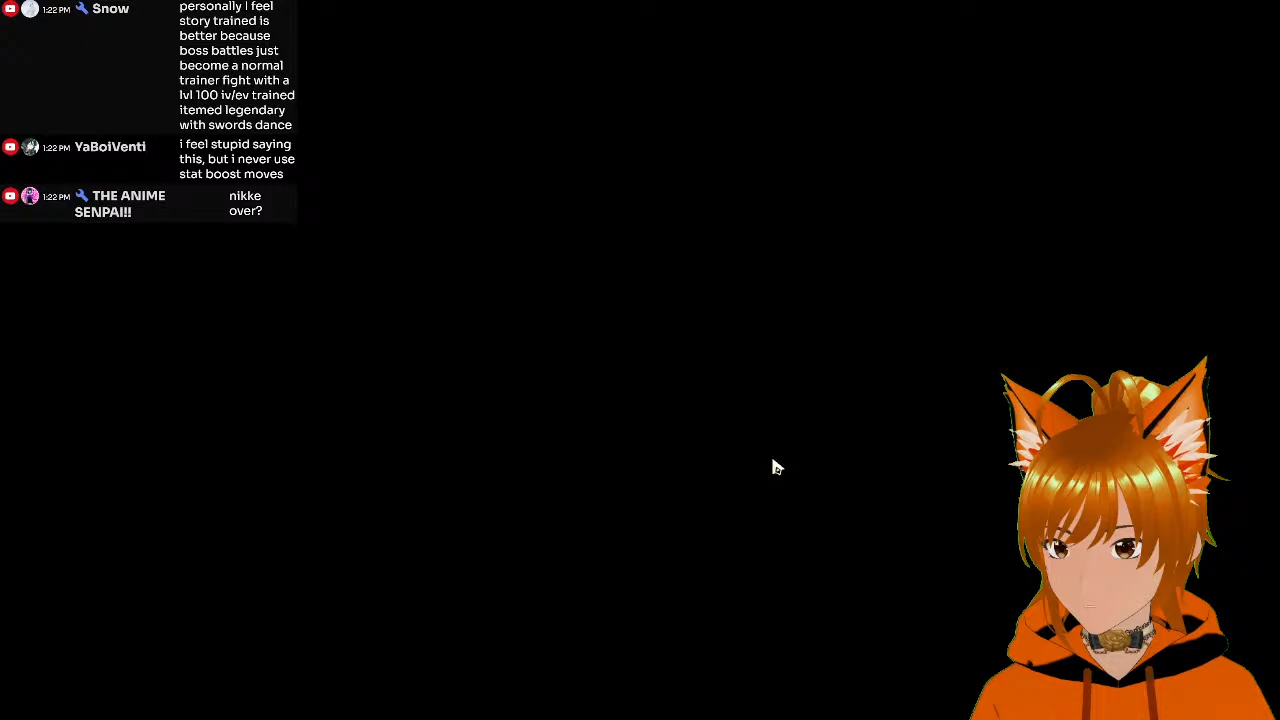 1:22 PM Snow
personally I feel
story trained is
better because
boss battles just
become a normal
trainer fight with a
lvl 100 iv/ev trained
itemed legendary
with swords dance
1:22 PM YaBoiVenti
i feel stupid saying
this, but i never use
stat boost moves
1:22 PM THE ANIME
SENPAI!!
nikke
over?